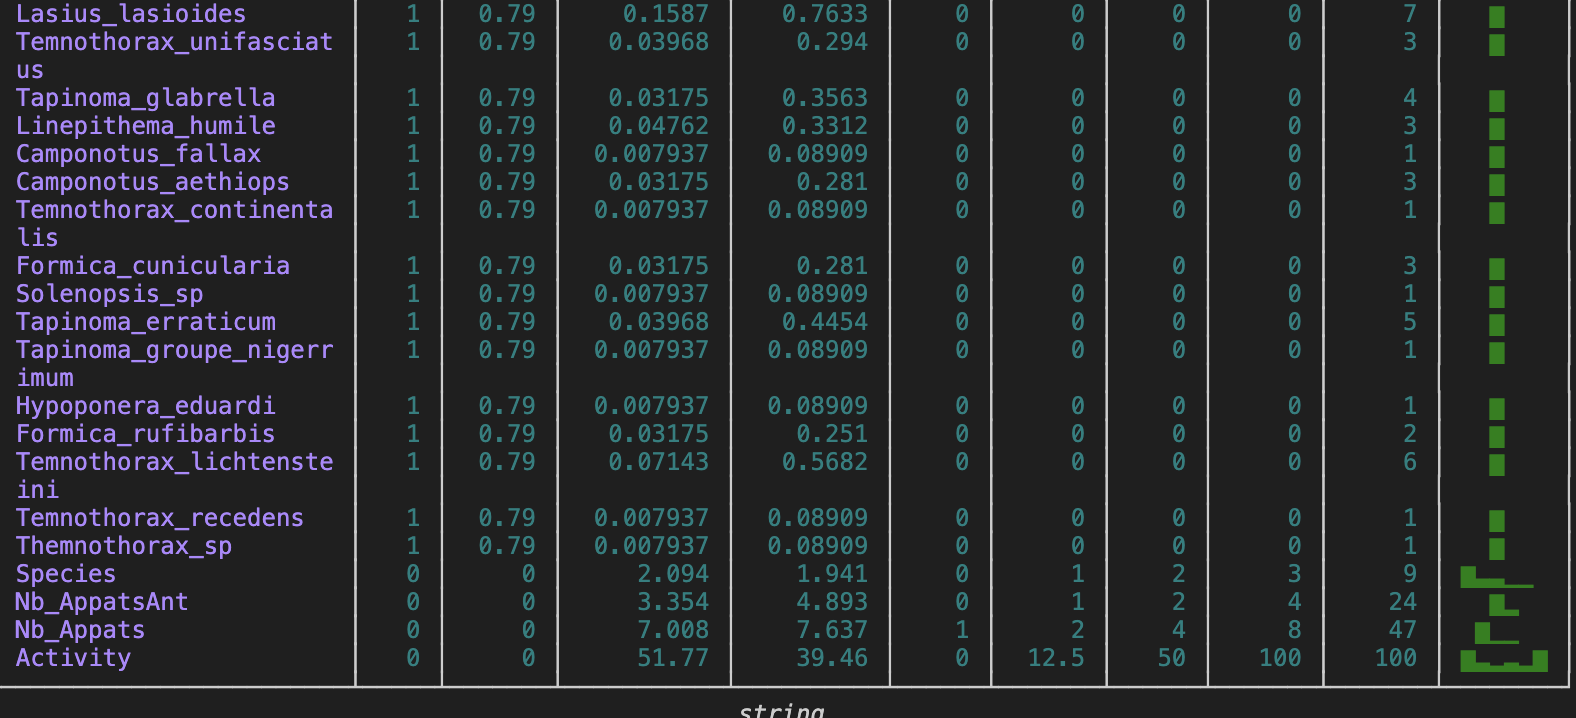 Lasius_lasioides 1 0.79 0.1587 0.7633 0 0 0 0 7
Temnothorax_unifasciat 1 0.79 0.03968 0.294 0 0 0 0 3
us
Tapinoma_glabrella 1 0.79 0.03175 0.3563 0 0 0 0 4
Linepithema_humile 1 0.79 0.04762 0.3312 0 0 0 0 3
Camponotus_fallax 1 0.79 0.007937 0.08909 0 0 0 0 1
Camponotus_aethiops 1 0.79 0.03175 0.281 0 0 0 0 3
Temnothorax_continenta 1 0.79 0.007937 0.08909 0 0 0 0 1
lis
Formica_cunicularia 1 0.79 0.03175 0.281 0 0 0 0 3
Solenopsis_sp 1 0.79 0.007937 0.08909 0 0 0 0 1
Tapinoma_erraticum 1 0.79 0.03968 0.4454 0 0 0 0 5
Tapinoma_groupe_nigerr 1 0.79 0.007937 0.08909 0 0 0 0 1
imum
Hypoponera_eduardi 1 0.79 0.007937 0.08909 0 0 0 0 1
Formica_rufibarbis 1 0.79 0.03175 0.251 0 0 0 0 2
Temnothorax_lichtenste 1 0.79 0.07143 0.5682 0 0 0 0 6
ini
Temnothorax_recedens 1 0.79 0.007937 0.08909 0 0 0 0 1
Themnothorax_sp 1 0.79 0.007937 0.08909 0 0 0 0 1
Species 0 0 2.094 1.941 0 1 2 3 9
Nb_AppatsAnt 0 0 3.354 4.893 0 1 2 4 24
Nb_Appats 0 0 7.008 7.637 1 2 4 8 47
Activity 0 0 51.77 39.46 0 12.5 50 100 100
string